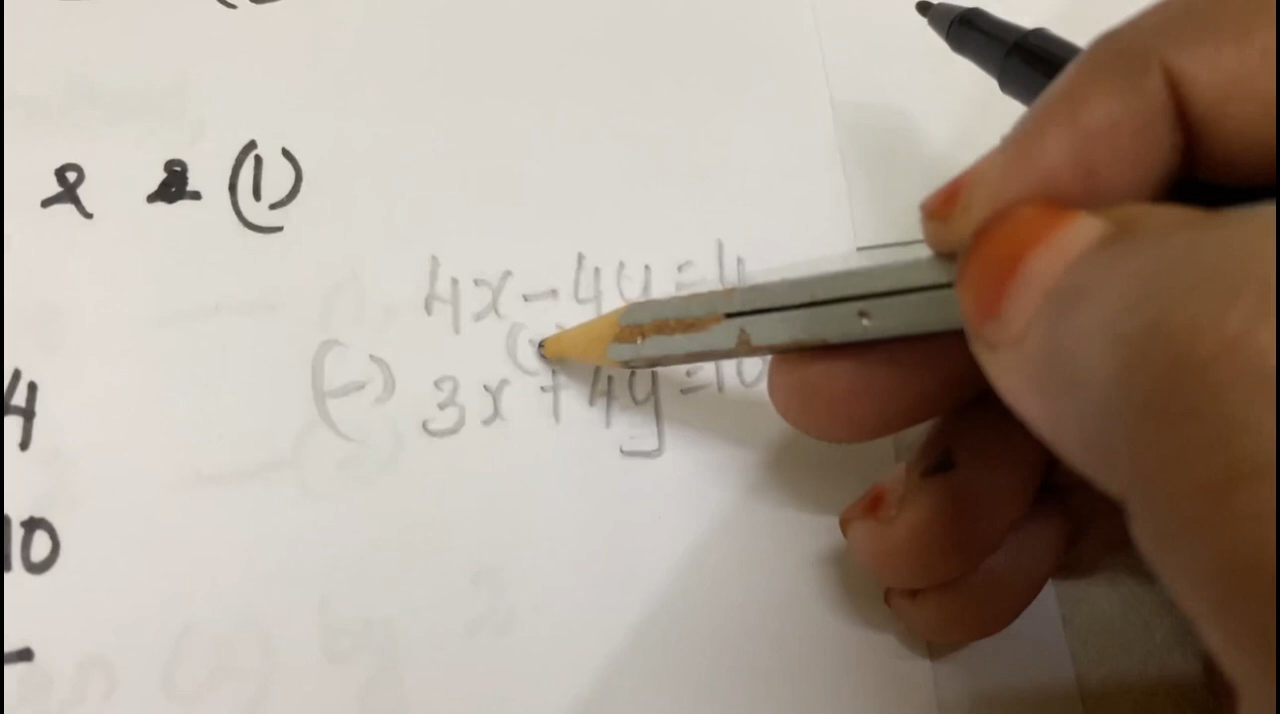 2 (1)
4x - 4y = 4
(-) 3x + 4y = 10
4
10